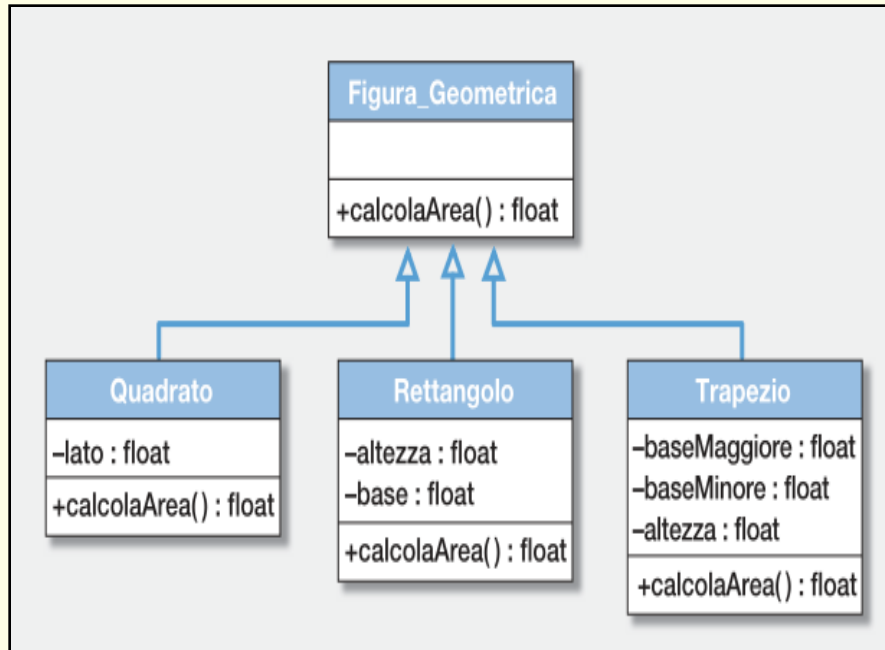 Figura_Geometrica
+calcolaArea() : float
Quadrato
–lato : float
+calcolaArea() : float
Rettangolo
–altezza : float
–base : float
+calcolaArea() : float
Trapezio
–baseMaggiore : float
–baseMinore : float
–altezza : float
+calcolaArea() : float